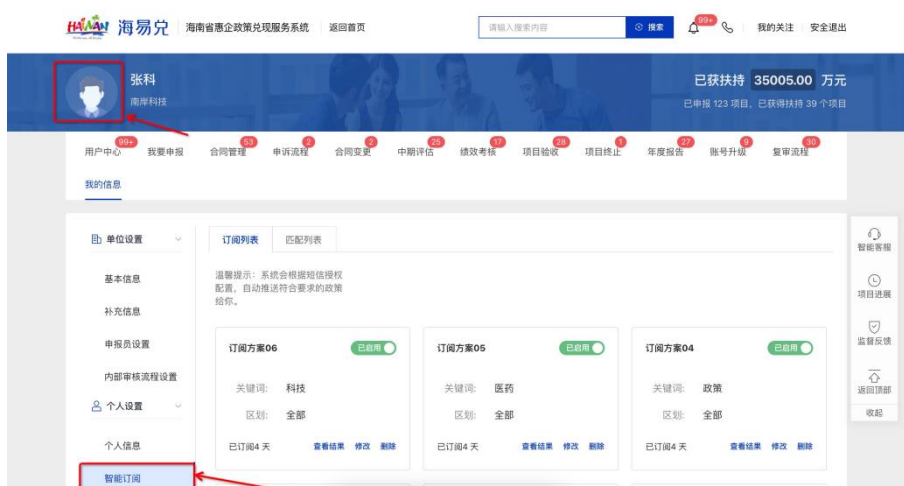 HAINAN 海易兑 海南省惠企政策兑现服务系统 返回首页 请输入搜索内容 搜索 99+ 我的关注 安全退出
张科 已获扶持 35005.00 万元
南岸科技 已申报 123 项目，已获得扶持 39 个项目
99+ 53 2 2 25 17 28 1 27 9 30
用户中心 我要申报 合同管理 申诉流程 合同变更 中期评估 绩效考核 项目验收 项目终止 年度报告 账号升级 复审流程
我的信息
单位设置 订阅列表 匹配列表
智能客服
基本信息 温馨提示：系统会根据短信授权
配置，自动推送符合要求的政策
给你。
项目进展
补充信息
申报员设置 订阅方案06 已启用 订阅方案05 已启用 订阅方案04 已启用
监督反馈
内部审核流程设置 关键词: 科技 关键词: 医药 关键词: 政策
返回顶部
个人设置 区划: 全部 区划: 全部 区划: 全部
收起
个人信息 已订阅4 天 查看结果 修改 删除 已订阅4 天 查看结果 修改 删除 已订阅4 天 查看结果 修改 删除
智能订阅